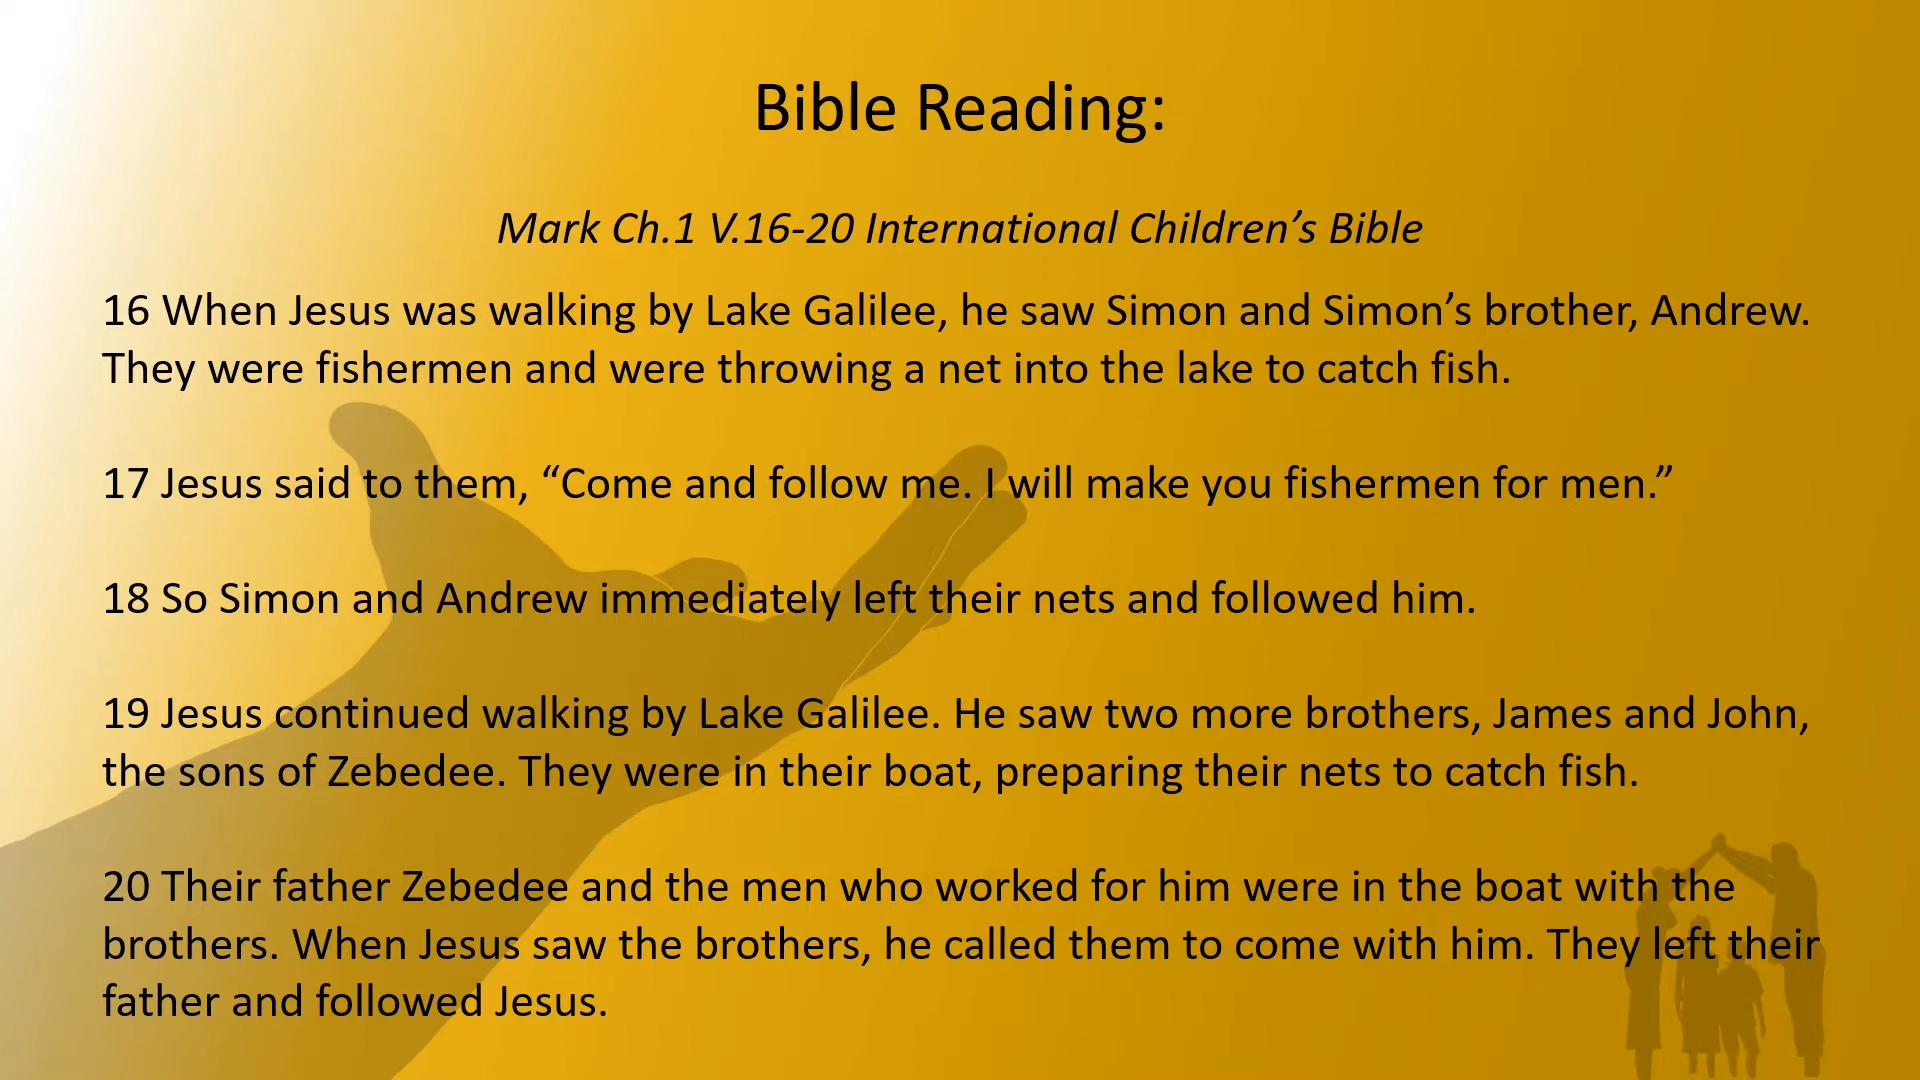 Bible Reading:
Mark Ch.1 V.16-20 International Children’s Bible
16 When Jesus was walking by Lake Galilee, he saw Simon and Simon’s brother, Andrew.
They were fishermen and were throwing a net into the lake to catch fish.
17 Jesus said to them, “Come and follow me. I will make you fishermen for men.”
18 So Simon and Andrew immediately left their nets and followed him.
19 Jesus continued walking by Lake Galilee. He saw two more brothers, James and John,
the sons of Zebedee. They were in their boat, preparing their nets to catch fish.
20 Their father Zebedee and the men who worked for him were in the boat with the
brothers. When Jesus saw the brothers, he called them to come with him. They left their
father and followed Jesus.